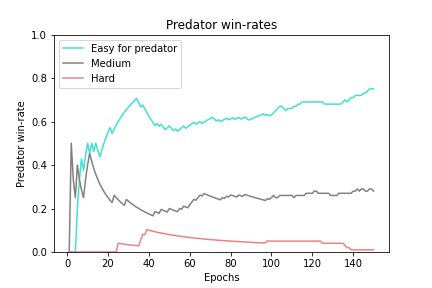 Predator win-rates
Easy for predator
Medium
Hard
Predator win-rate
1.0
0.8
0.6
0.4
0.2
0.0
0 20 40 60 80 100 120 140
Epochs